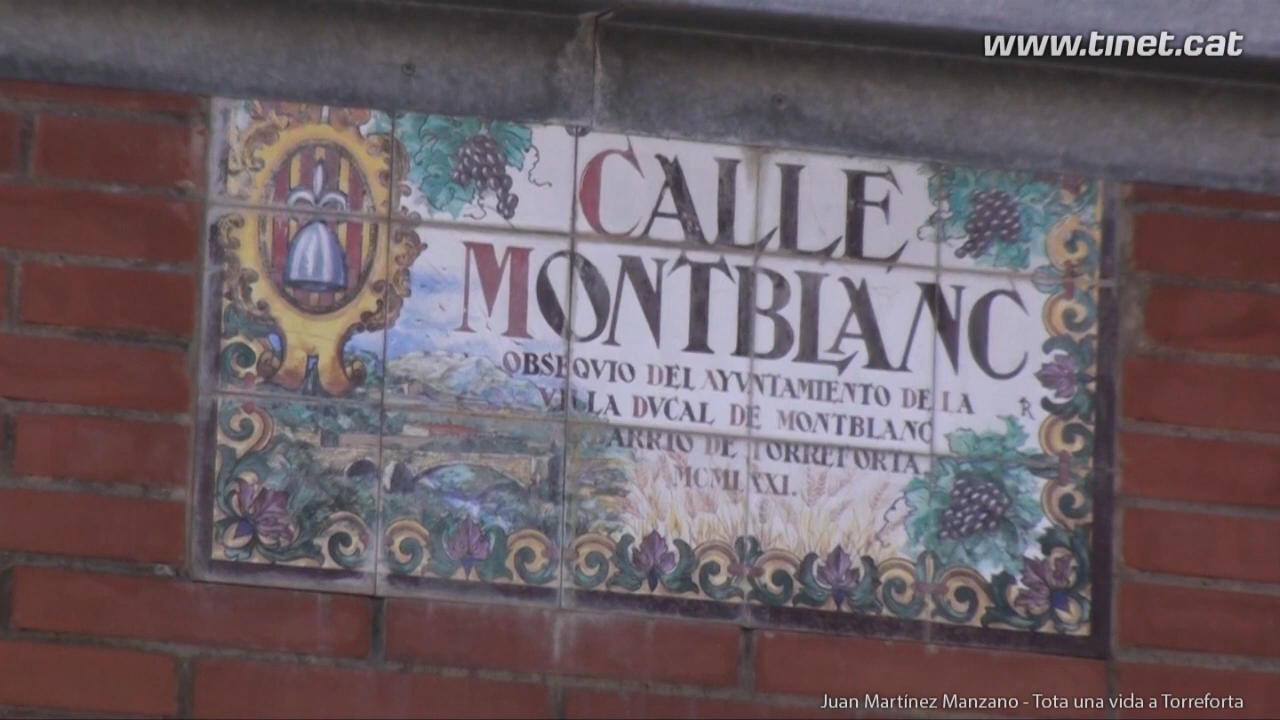 www.tinet.cat
CALLE
MONTBLANC
OBSEQVIO DEL AYVNTAMIENTO DE LA
VILLA DVCAL DE MONTBLANC
BARRIO DE TORREFORTA
MCMLXXI.
Juan Martínez Manzano - Tota una vida a Torreforta